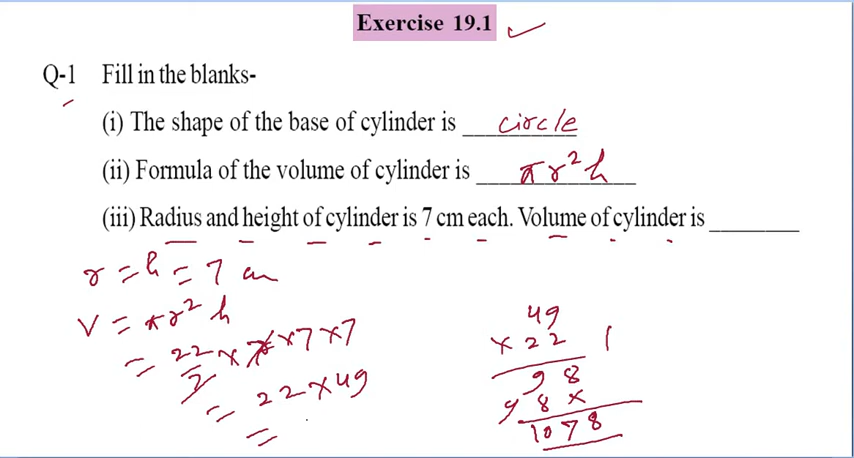 Exercise 19.1 ✓
Q-1 Fill in the blanks-
(i) The shape of the base of cylinder is circle
(ii) Formula of the volume of cylinder is πr²h
(iii) Radius and height of cylinder is 7 cm each. Volume of cylinder is ________
r = h = 7 cm
V = πr²h
= 22/7 × 7 × 7 × 7
= 22 × 49
=
49
× 22
98
98×
1078